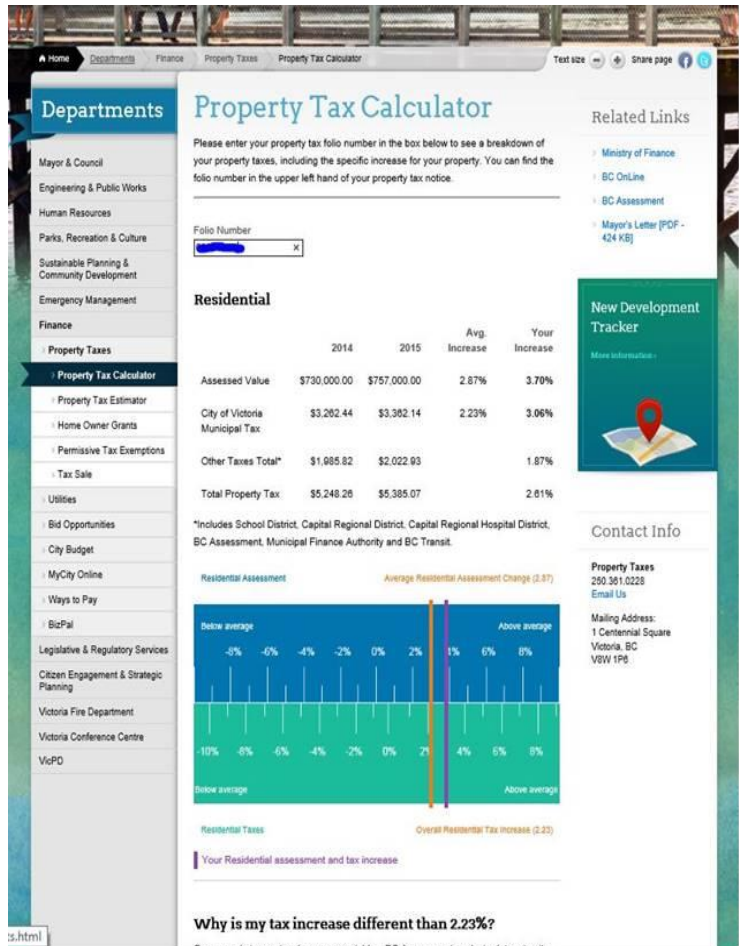 Home Departments Finance Property Taxes Property Tax Calculator
Text size Share page
Departments
Mayor & Council
Engineering & Public Works
Human Resources
Parks, Recreation & Culture
Sustainable Planning &
Community Development
Emergency Management
Finance
Property Taxes
Property Tax Calculator
Property Tax Estimator
Home Owner Grants
Permissive Tax Exemptions
Tax Sale
Utilities
Bid Opportunities
City Budget
MyCity Online
Ways to Pay
BizPal
Legislative & Regulatory Services
Citizen Engagement & Strategic
Planning
Victoria Fire Department
Victoria Conference Centre
VicPD
Property Tax Calculator
Please enter your property tax folio number in the box below to see a breakdown of
your property taxes, including the specific increase for your property. You can find the
folio number in the upper left hand of your property tax notice.
Folio Number
x
Residential
2014 2015 Avg. Increase Your Increase
Assessed Value $730,000.00 $757,000.00 2.87% 3.70%
City of Victoria Municipal Tax $3,262.44 $3,362.14 2.23% 3.06%
Other Taxes Total* $1,985.82 $2,022.93 1.87%
Total Property Tax $5,248.26 $5,385.07 2.61%
*Includes School District, Capital Regional District, Capital Regional Hospital District,
BC Assessment, Municipal Finance Authority and BC Transit.
Residential Assessment Average Residential Assessment Change (2.87)
Below average Above average
-8% -6% -4% -2% 0% 2% 4% 6% 8%
-10% -8% -6% -4% -2% 0% 2% 4% 6% 8%
Below average Above average
Residential Taxes Overall Residential Tax Increase (2.23)
Your Residential assessment and tax increase
Why is my tax increase different than 2.23%?
Related Links
Ministry of Finance
BC OnLine
BC Assessment
Mayor's Letter [PDF -
424 KB]
New Development
Tracker
More information ›
Contact Info
Property Taxes
250.361.0228
Email Us
Mailing Address:
1 Centennial Square
Victoria, BC
V8W 1P6
ts.html